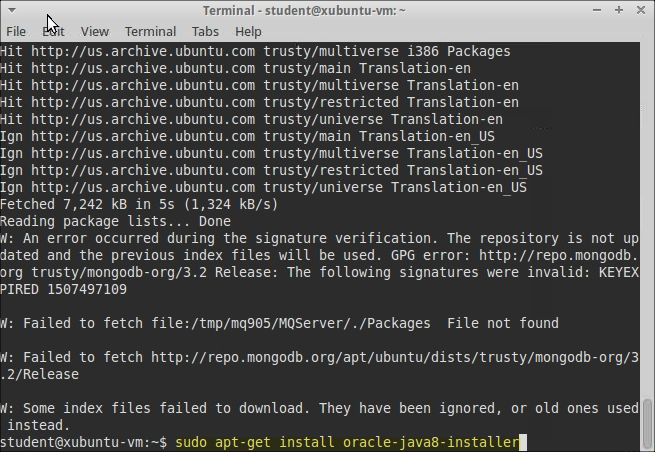 Terminal - student@xubuntu-vm: ~
File Edit View Terminal Tabs Help
Hit http://us.archive.ubuntu.com trusty/multiverse i386 Packages
Hit http://us.archive.ubuntu.com trusty/main Translation-en
Hit http://us.archive.ubuntu.com trusty/multiverse Translation-en
Hit http://us.archive.ubuntu.com trusty/restricted Translation-en
Hit http://us.archive.ubuntu.com trusty/universe Translation-en
Ign http://us.archive.ubuntu.com trusty/main Translation-en_US
Ign http://us.archive.ubuntu.com trusty/multiverse Translation-en_US
Ign http://us.archive.ubuntu.com trusty/restricted Translation-en_US
Ign http://us.archive.ubuntu.com trusty/universe Translation-en_US
Fetched 7,242 kB in 5s (1,324 kB/s)
Reading package lists... Done
W: An error occurred during the signature verification. The repository is not up
dated and the previous index files will be used. GPG error: http://repo.mongodb.
org trusty/mongodb-org/3.2 Release: The following signatures were invalid: KEYEX
PIRED 1507497109
W: Failed to fetch file:/tmp/mq905/MQServer/./Packages  File not found
W: Failed to fetch http://repo.mongodb.org/apt/ubuntu/dists/trusty/mongodb-org/3
.2/Release
W: Some index files failed to download. They have been ignored, or old ones used
 instead.
student@xubuntu-vm:~$ sudo apt-get install oracle-java8-installer